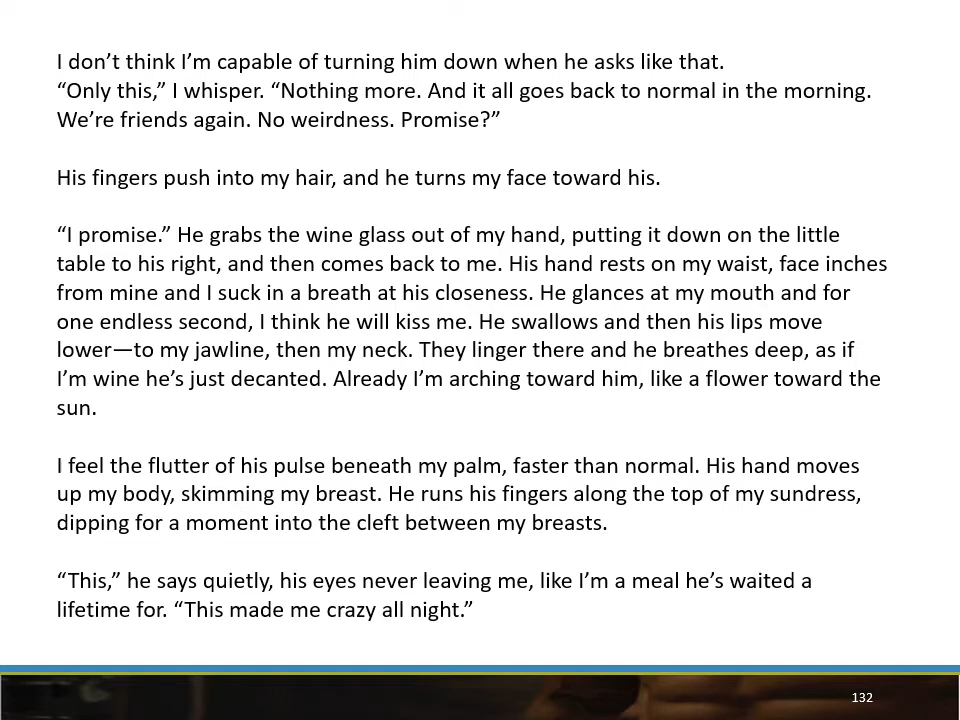 I don’t think I’m capable of turning him down when he asks like that.
“Only this,” I whisper. “Nothing more. And it all goes back to normal in the morning.
We’re friends again. No weirdness. Promise?”
His fingers push into my hair, and he turns my face toward his.
“I promise.” He grabs the wine glass out of my hand, putting it down on the little
table to his right, and then comes back to me. His hand rests on my waist, face inches
from mine and I suck in a breath at his closeness. He glances at my mouth and for
one endless second, I think he will kiss me. He swallows and then his lips move
lower—to my jawline, then my neck. They linger there and he breathes deep, as if
I’m wine he’s just decanted. Already I’m arching toward him, like a flower toward the
sun.
I feel the flutter of his pulse beneath my palm, faster than normal. His hand moves
up my body, skimming my breast. He runs his fingers along the top of my sundress,
dipping for a moment into the cleft between my breasts.
“This,” he says quietly, his eyes never leaving me, like I’m a meal he’s waited a
lifetime for. “This made me crazy all night.”
132